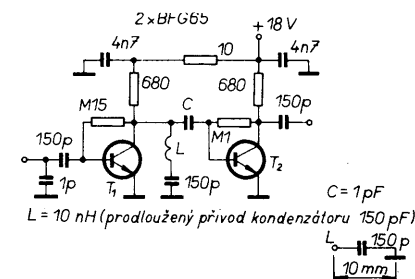 2 x BFG65
+ 18 V
4n7
10
4n7
680
680
M15
C
M1
150p
150p
L
T1
T2
1p
150p
C = 1 pF
L = 10 nH (prodloužený přívod kondenzátoru 150 pF)
L
150 p
10 mm